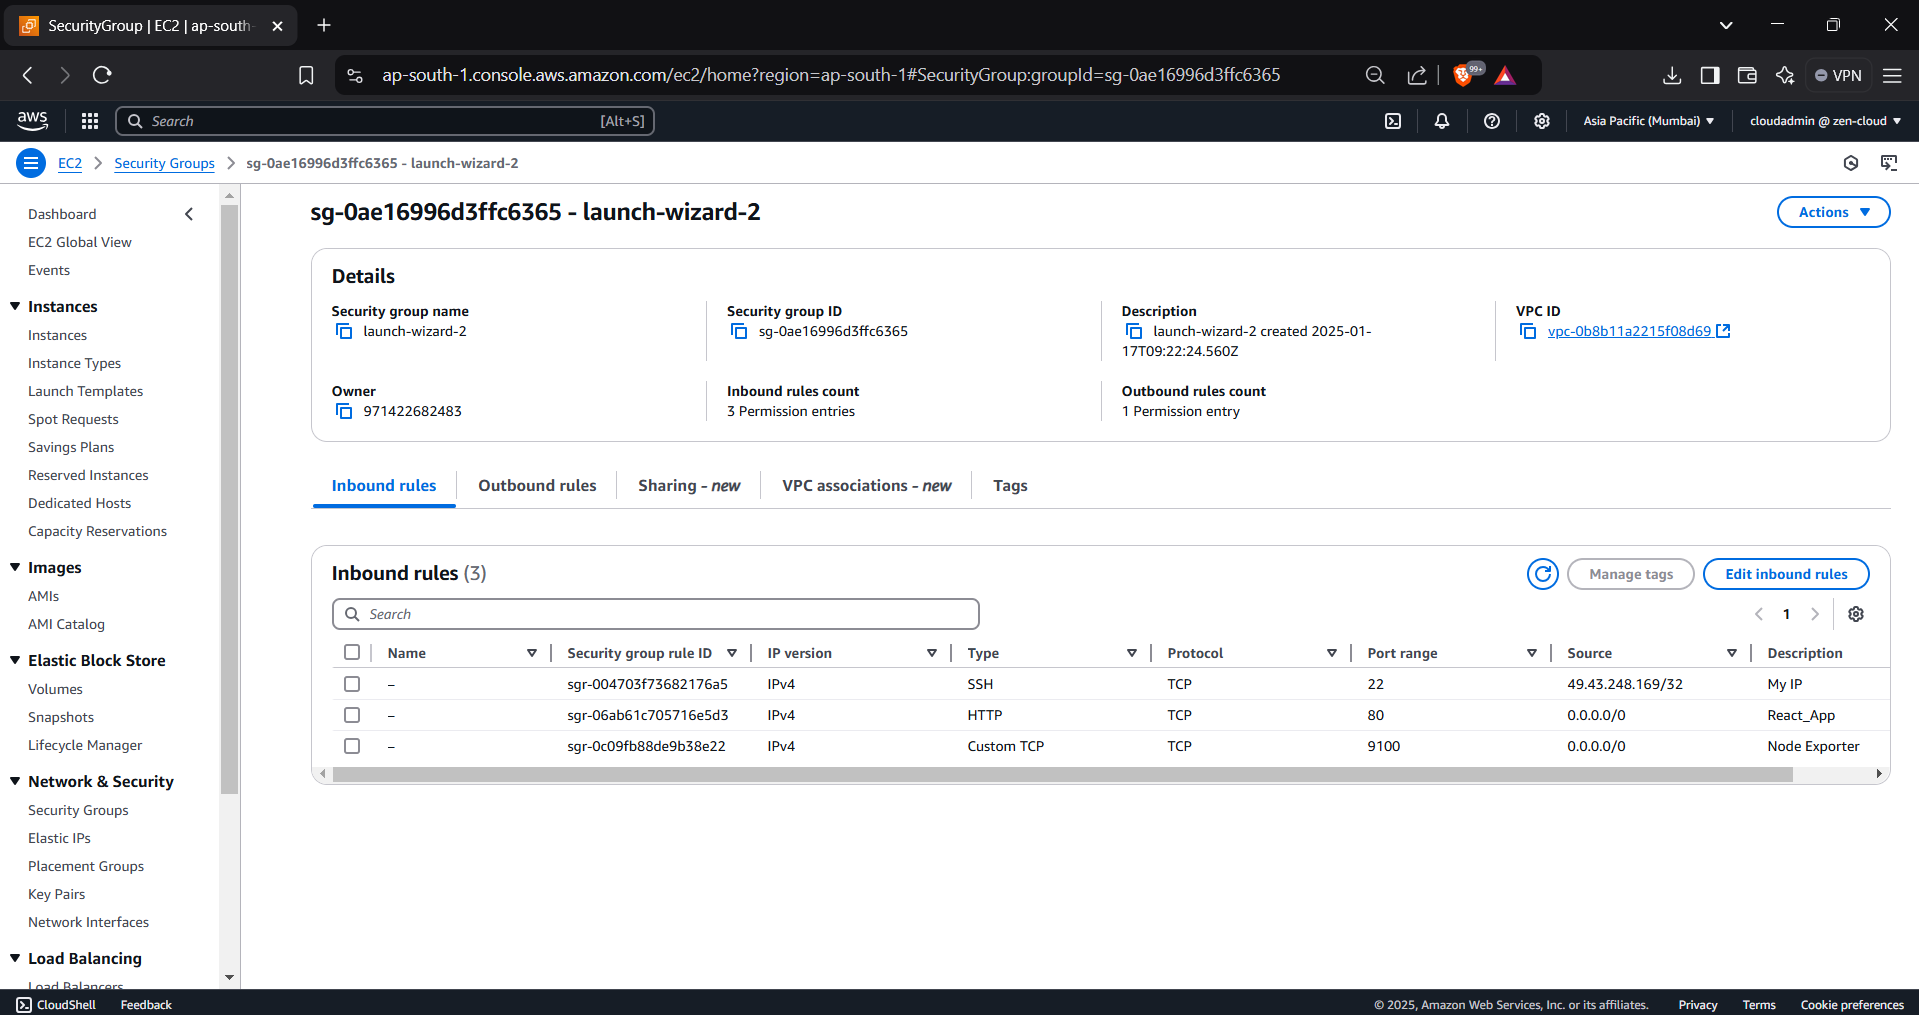 SecurityGroup | EC2 | ap-south-
ap-south-1.console.aws.amazon.com/ec2/home?region=ap-south-1#SecurityGroup:groupId=sg-0ae16996d3ffc6365
99+
VPN
aws
Search
[Alt+S]
Asia Pacific (Mumbai)
cloudadmin @ zen-cloud
EC2
Security Groups
sg-0ae16996d3ffc6365 - launch-wizard-2
Dashboard
EC2 Global View
Events
Instances
Instances
Instance Types
Launch Templates
Spot Requests
Savings Plans
Reserved Instances
Dedicated Hosts
Capacity Reservations
Images
AMIs
AMI Catalog
Elastic Block Store
Volumes
Snapshots
Lifecycle Manager
Network & Security
Security Groups
Elastic IPs
Placement Groups
Key Pairs
Network Interfaces
Load Balancing
Load Balancers
sg-0ae16996d3ffc6365 - launch-wizard-2
Actions
Details
Security group name
launch-wizard-2
Security group ID
sg-0ae16996d3ffc6365
Description
launch-wizard-2 created 2025-01-
17T09:22:24.560Z
VPC ID
vpc-0b8b11a2215f08d69
Owner
971422682483
Inbound rules count
3 Permission entries
Outbound rules count
1 Permission entry
Inbound rules
Outbound rules
Sharing - new
VPC associations - new
Tags
Inbound rules (3)
Manage tags
Edit inbound rules
Search
1
Name Security group rule ID IP version Type Protocol Port range Source Description
– sgr-004703f73682176a5 IPv4 SSH TCP 22 49.43.248.169/32 My IP
– sgr-06ab61c705716e5d3 IPv4 HTTP TCP 80 0.0.0.0/0 React_App
– sgr-0c09fb88de9b38e22 IPv4 Custom TCP TCP 9100 0.0.0.0/0 Node Exporter
CloudShell
Feedback
© 2025, Amazon Web Services, Inc. or its affiliates.
Privacy
Terms
Cookie preferences